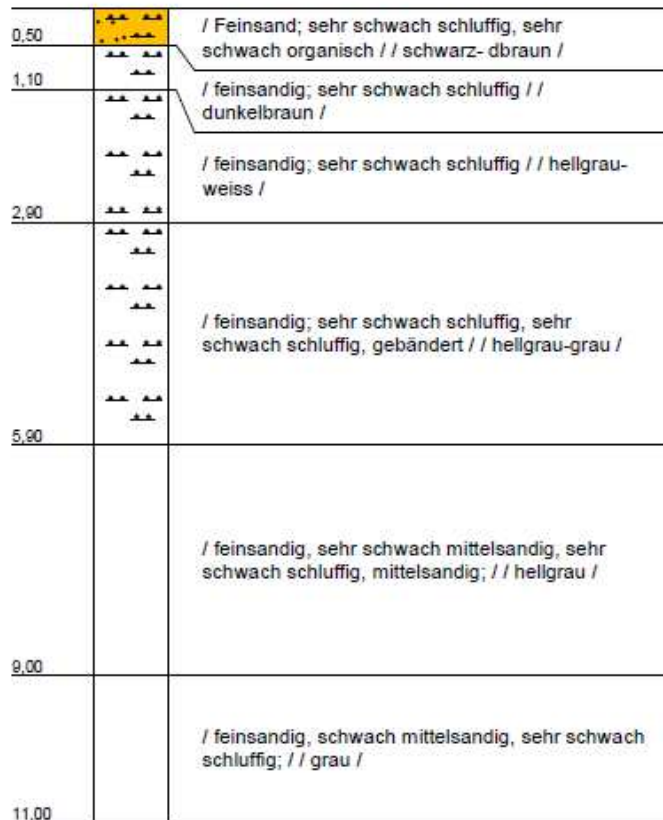 / Feinsand; sehr schwach schluffig, sehr
schwach organisch / / schwarz- dbraun /
0,50
/ feinsandig; sehr schwach schluffig / /
dunkelbraun /
1,10
/ feinsandig; sehr schwach schluffig / / hellgrau-
weiss /
2,90
/ feinsandig; sehr schwach schluffig, sehr
schwach schluffig, gebändert / / hellgrau-grau /
5,90
/ feinsandig, sehr schwach mittelsandig, sehr
schwach schluffig, mittelsandig; / / hellgrau /
9,00
/ feinsandig, schwach mittelsandig, sehr schwach
schluffig; / / grau /
11,00